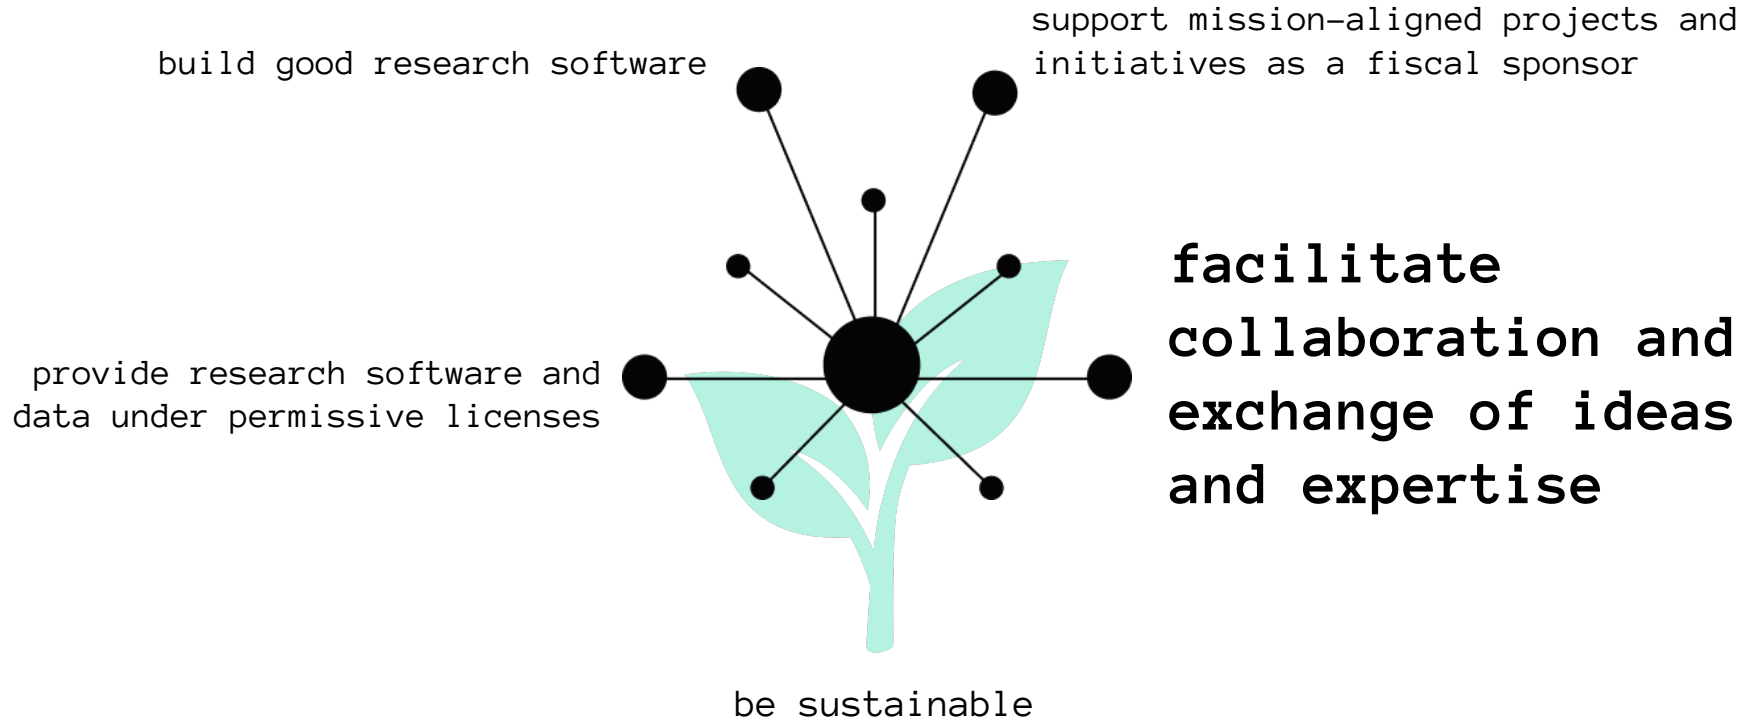 build good research software
support mission-aligned projects and
initiatives as a fiscal sponsor
facilitate
collaboration and
exchange of ideas
and expertise
provide research software and
data under permissive licenses
be sustainable